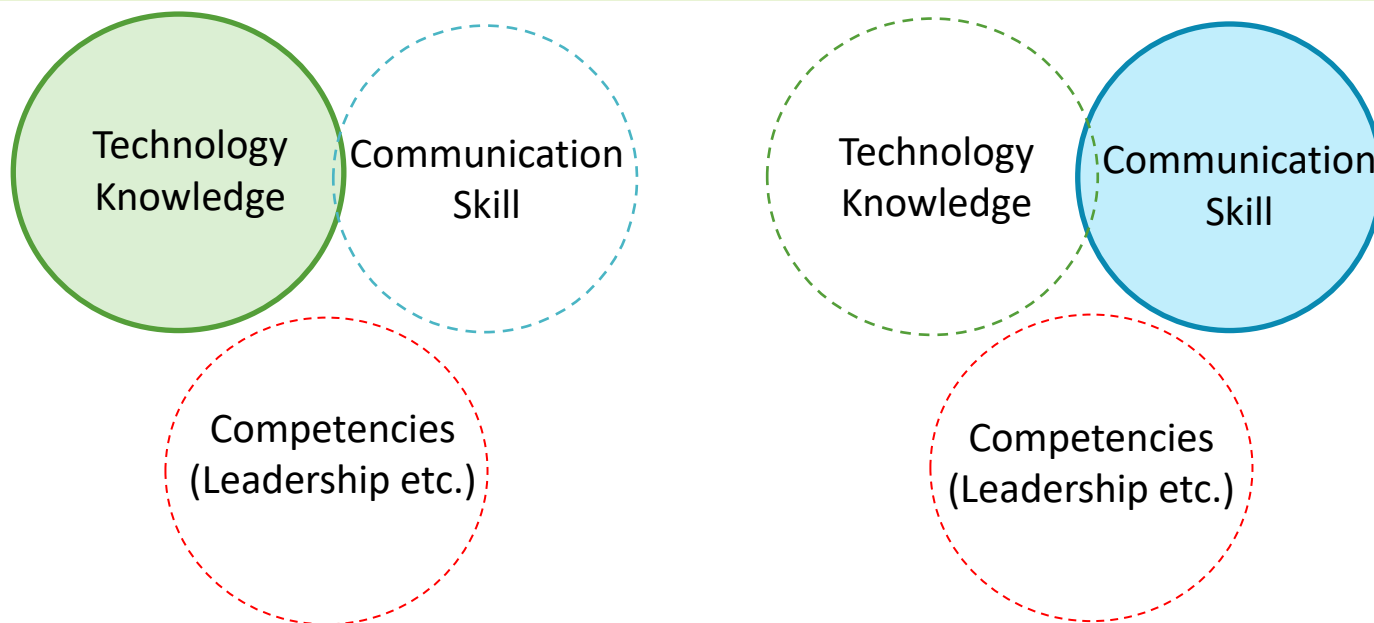 Technology
Knowledge
Communication
Skill
Competencies
(Leadership etc.)
Technology
Knowledge
Communication
Skill
Competencies
(Leadership etc.)